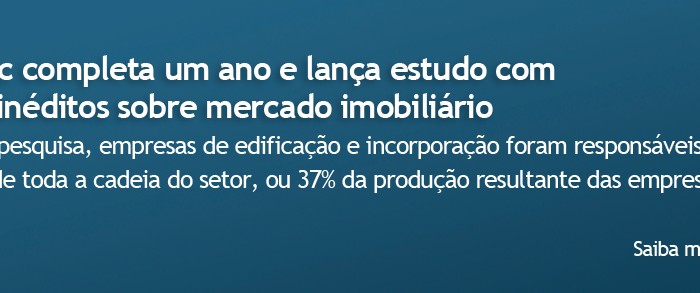 c completa um ano e lança estudo com
inéditos sobre mercado imobiliário
pesquisa, empresas de edificação e incorporação foram responsáveis
de toda a cadeia do setor, ou 37% da produção resultante das empres
Saiba m